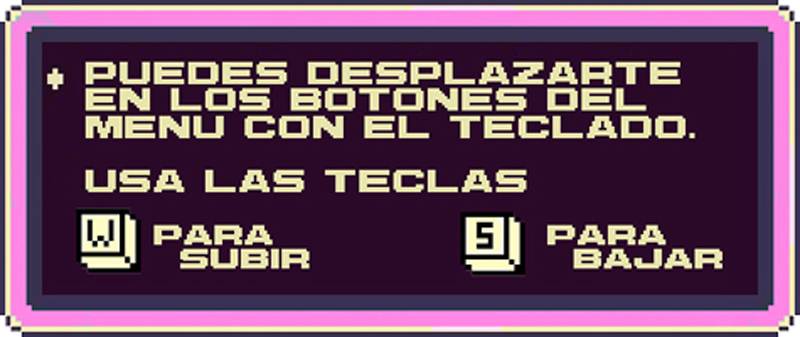 PUEDES DESPLAZARTE
EN LOS BOTONES DEL
MENU CON EL TECLADO.
USA LAS TECLAS
W PARA
SUBIR
S PARA
BAJAR